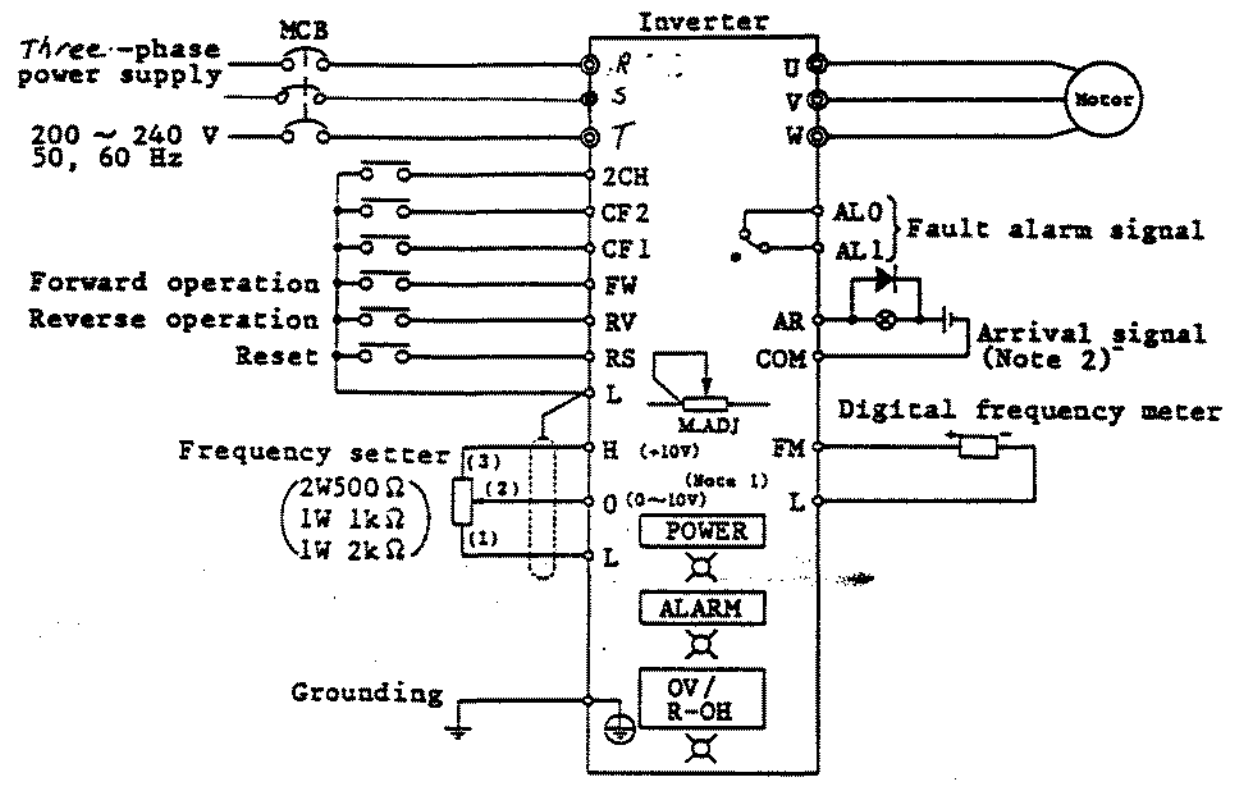 Inverter
MCB
Three-phase
power supply
200 ~ 240 V
50, 60 Hz
R
S
T
U
V
W
Motor
2CH
CF2
CF1
Forward operation
FW
Reverse operation
RV
Reset
RS
L
AL0
AL1
Fault alarm signal
AR
COM
Arrival signal
(Note 2)
M.ADJ
Digital frequency meter
+ -
FM
L
Frequency setter
2W500Ω
1W 1kΩ
1W 2kΩ
(3)
(2)
(1)
H (+10V)
(Note 1)
O (0~10V)
L
POWER
ALARM
OV/
R-OH
Grounding